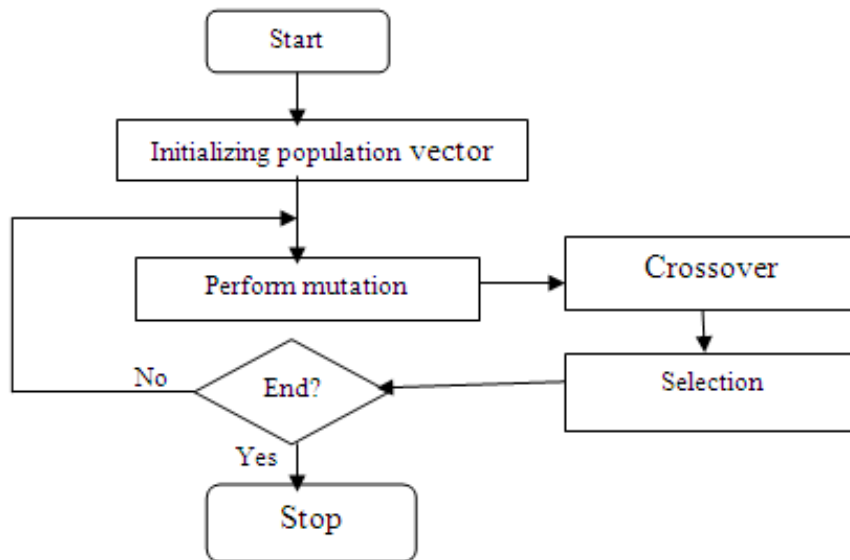 Start
Initializing population vector
Perform mutation
Crossover
Selection
End?
No
Yes
Stop